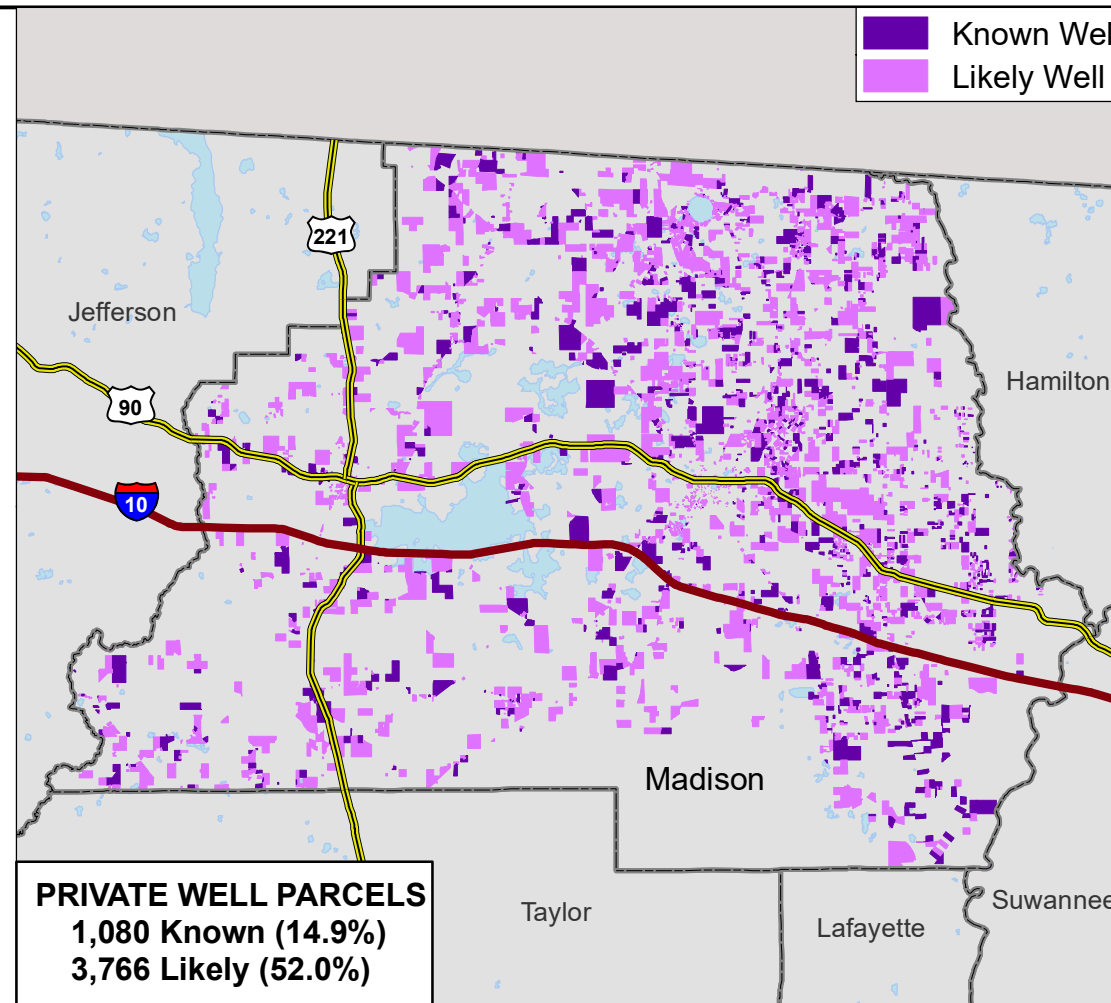 Known Wel
Likely Well
221
Jefferson
Hamilton
90
10
Madison
PRIVATE WELL PARCELS
1,080 Known (14.9%)
3,766 Likely (52.0%)
Taylor
Lafayette
Suwannee